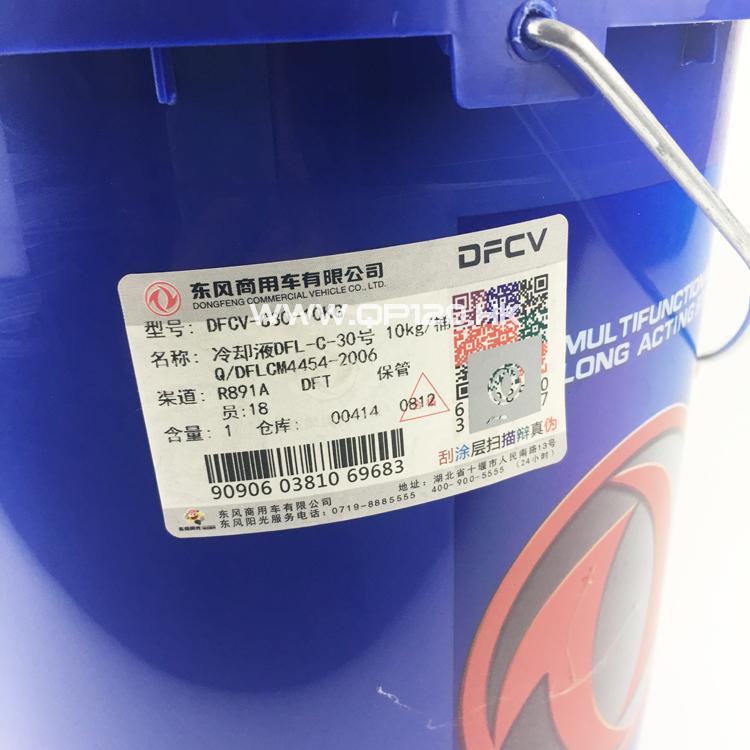 东风商用车有限公司
DONGFENG COMMERCIAL VEHICLE CO., LTD.
DFCV
型号:
名称: 冷却液DFL-C-30号 10kg/桶
Q/DFLCM4454-2006
渠道: R891A DFT 保管
员:18
含量: 1 仓库: 00414 0812
刮涂层扫描辩真伪
90906 03810 69683
地址: 湖北省十堰市人民南路13号
400-900-5555 (24小时)
东风商用车有限公司
东风阳光服务电话: 0719-8885555
WWW.QP128.HK
MULTIFUNCTION
LONG ACTING